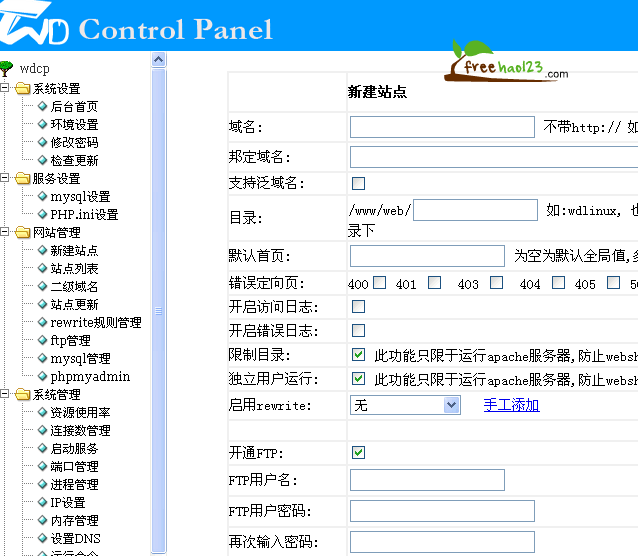 WD Control Panel
freehao123.com
wdcp
系统设置
后台首页
环境设置
修改密码
检查更新
服务设置
mysql设置
PHP.ini设置
网站管理
新建站点
站点列表
二级域名
站点更新
rewrite规则管理
ftp管理
mysql管理
phpmyadmin
系统管理
资源使用率
连接数管理
启动服务
端口管理
进程管理
IP设置
内存管理
设置DNS
运行命令
新建站点
域名: 不带http:// 如
邦定域名:
支持泛域名:
目录: /www/web/ 如:wdlinux, 也
录下
默认首页: 为空为默认全局值,多
错误定向页: 400 401 403 404 405 50
开启访问日志:
开启错误日志:
限制目录: 此功能只限于运行apache服务器,防止websh
独立用户运行: 此功能只限于运行apache服务器,防止websh
启用rewrite: 无 手工添加
开通FTP:
FTP用户名:
FTP用户密码:
再次输入密码: